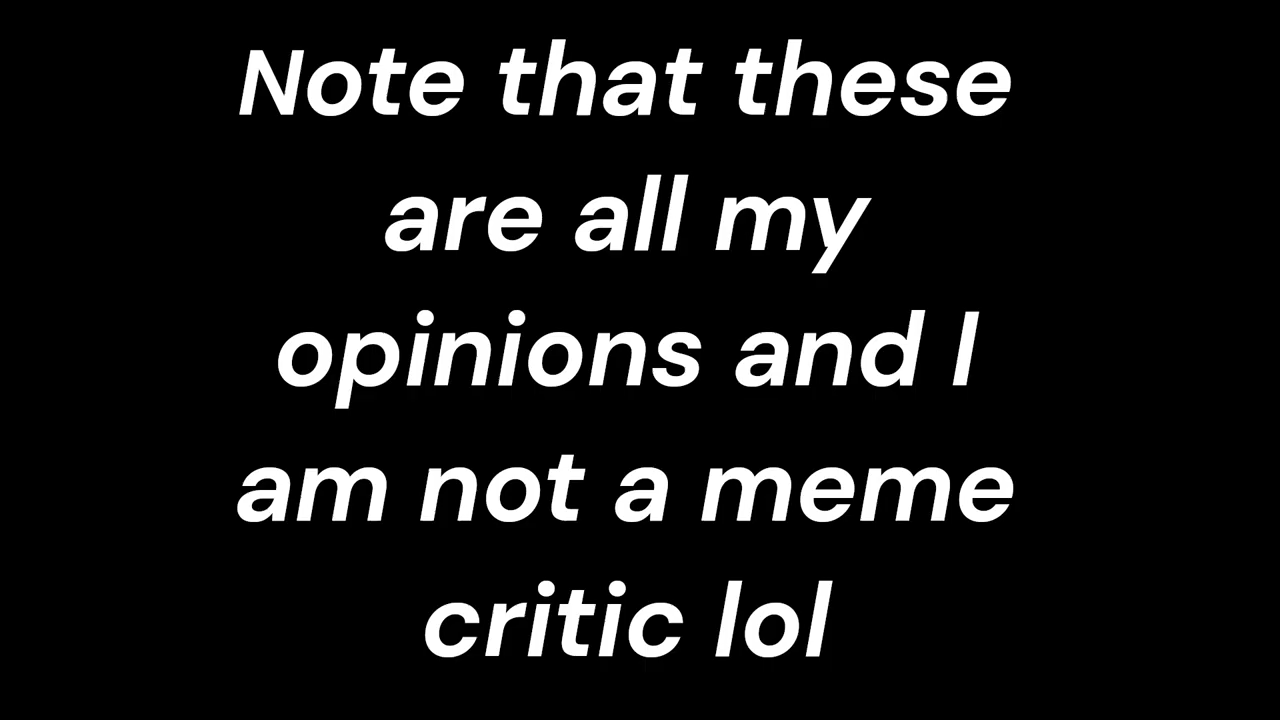 Note that these
are all my
opinions and I
am not a meme
critic lol